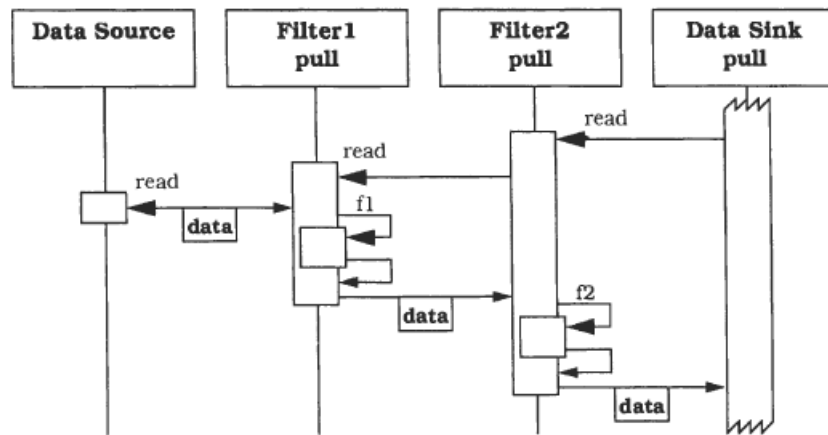 Data Source
Filter1
pull
Filter2
pull
Data Sink
pull
read
read
read
data
f1
data
f2
data